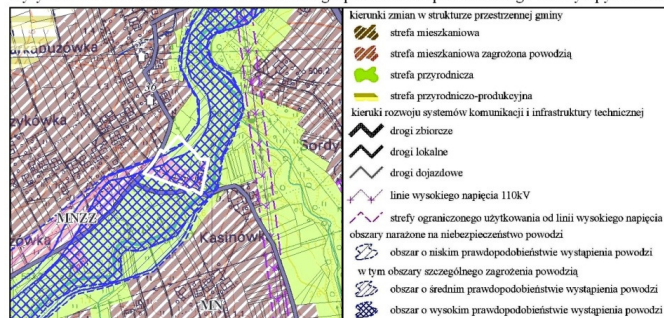 kierunki zmian w strukturze przestrzennej gminy
strefa mieszkaniowa
strefa mieszkaniowa zagrożona powodzią
strefa przyrodnicza
strefa przyrodniczo-produkcyjna
kieruki rozwoju systemów komunikacji i infrastruktury technicznej
drogi zbiorcze
drogi lokalne
drogi dojazdowe
linie wysokiego napięcia 110kV
strefy ograniczonego użytkowania od linii wysokiego napięcia
obszary narażone na niebezpieczeństwo powodzi
obszar o niskim prawdopodobieństwie wystąpienia powodzi
w tym obszary szczególnego zagrożenia powodzią
obszar o średnim prawdopodobieństwie wystąpienia powodzi
obszar o wysokim prawdopodobieństwie wystąpienia powodzi
506,2
MNZZ
Kasinówka
MN